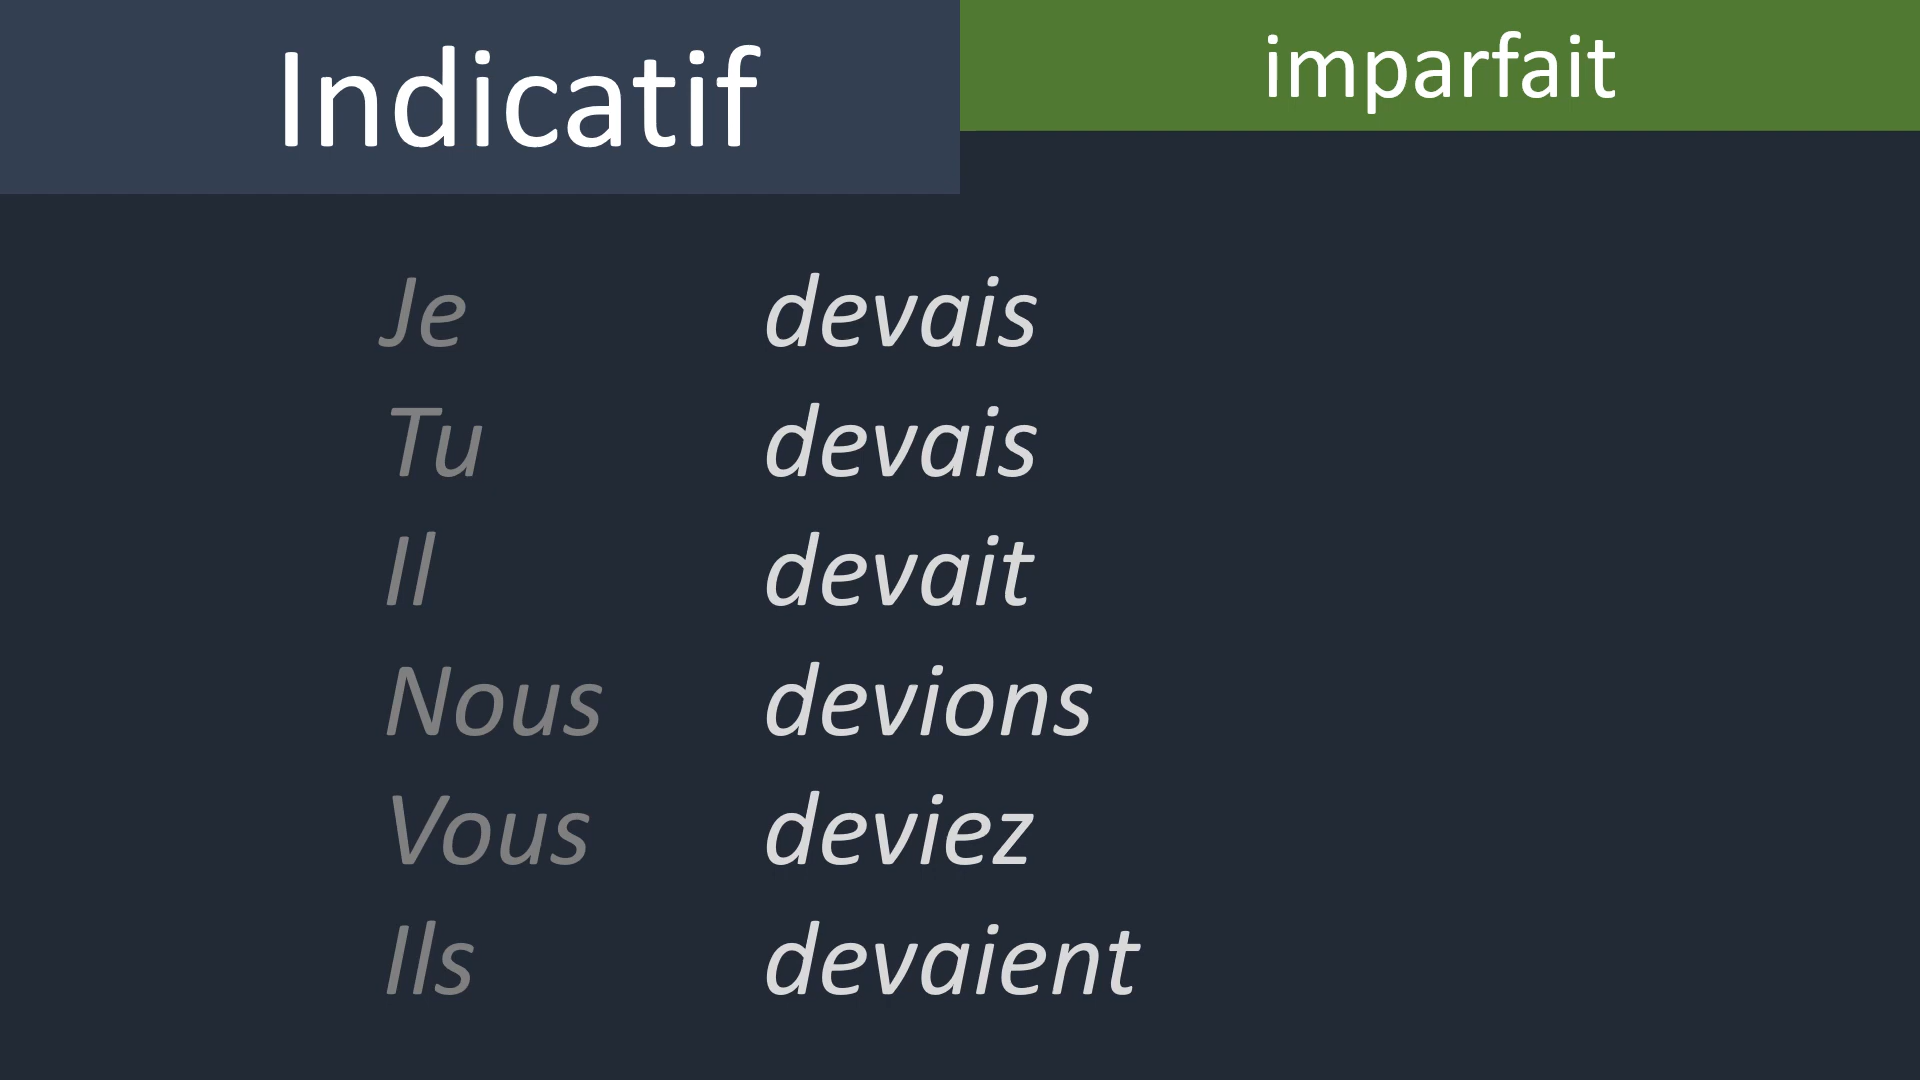 Indicatif
imparfait
Je devais
Tu devais
Il devait
Nous devions
Vous deviez
Ils devaient